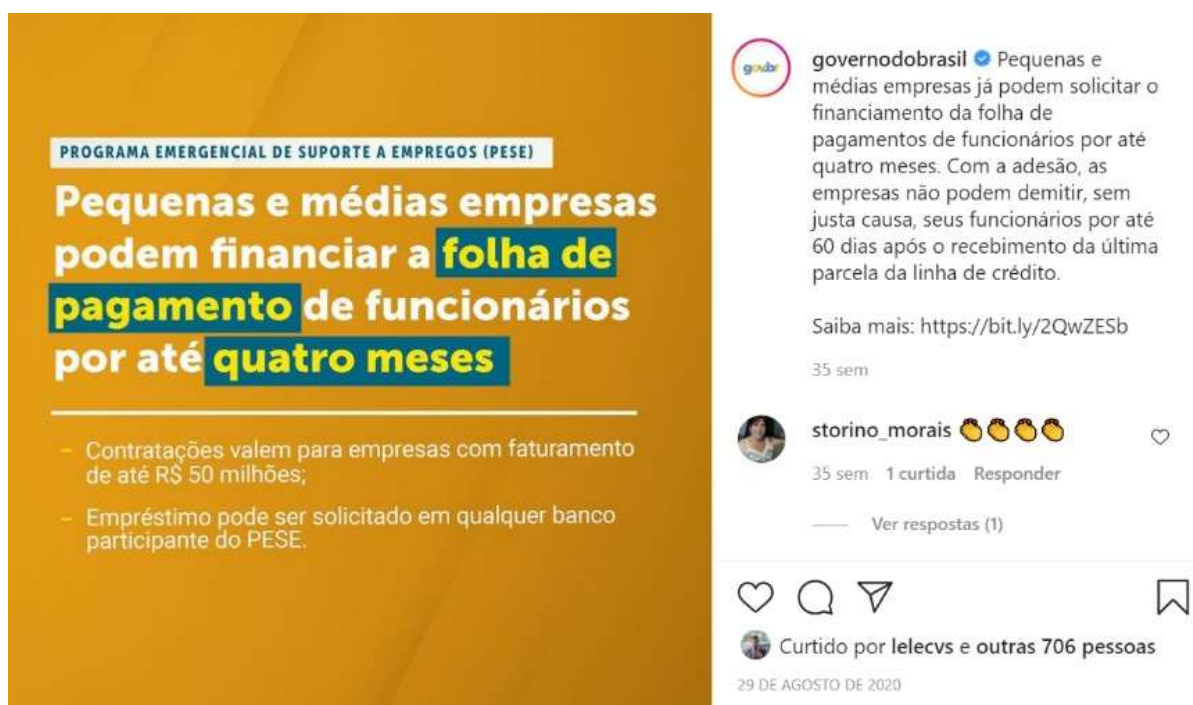 PROGRAMA EMERGENCIAL DE SUPORTE A EMPREGOS (PESE)
Pequenas e médias empresas
podem financiar a folha de
pagamento de funcionários
por até quatro meses
– Contratações valem para empresas com faturamento
de até R$ 50 milhões;
– Empréstimo pode ser solicitado em qualquer banco
participante do PESE.
gov.br
governodobrasil Pequenas e
médias empresas já podem solicitar o
financiamento da folha de
pagamentos de funcionários por até
quatro meses. Com a adesão, as
empresas não podem demitir, sem
justa causa, seus funcionários por até
60 dias após o recebimento da última
parcela da linha de crédito.
Saiba mais: https://bit.ly/2QwZESb
35 sem
storino_morais 👏👏👏👏
35 sem 1 curtida Responder
Ver respostas (1)
Curtido por lelecvs e outras 706 pessoas
29 DE AGOSTO DE 2020